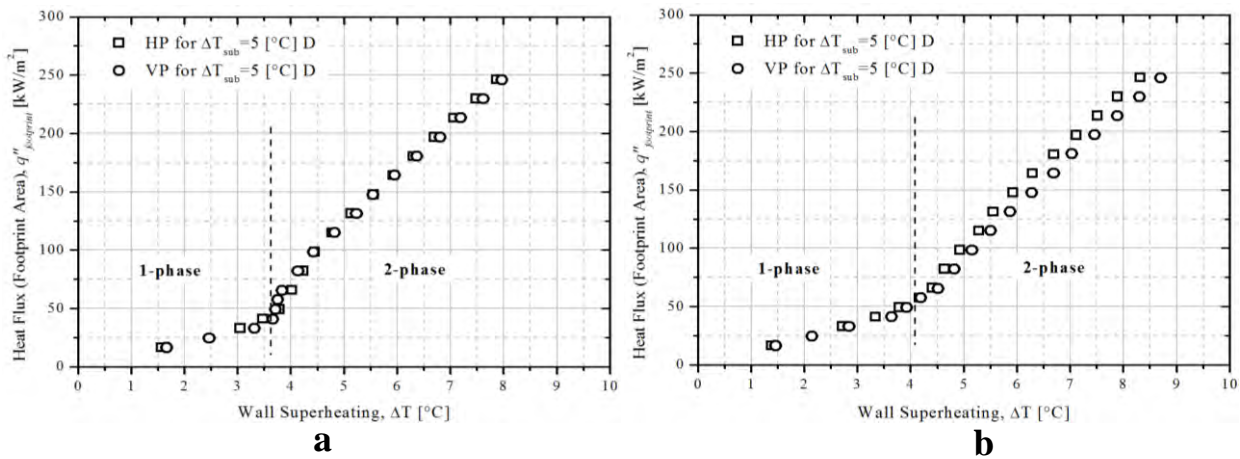 300
250
200
150
100
50
0
Heat Flux (Footprint Area), q''footprint [kW/m²]
HP for ΔTsub=5 [°C] D
VP for ΔTsub=5 [°C] D
1-phase
2-phase
0 1 2 3 4 5 6 7 8 9 10
Wall Superheating, ΔT [°C]
a
300
250
200
150
100
50
0
Heat Flux (Footprint Area), q''footprint [kW/m²]
HP for ΔTsub=5 [°C] D
VP for ΔTsub=5 [°C] D
1-phase
2-phase
0 1 2 3 4 5 6 7 8 9 10
Wall Superheating, ΔT [°C]
b